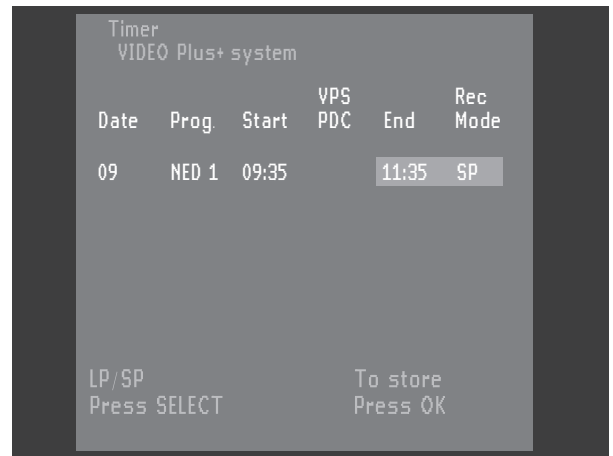 Timer
VIDEO Plus+ system
VPS Rec
Date Prog. Start PDC End Mode
09 NED 1 09:35 11:35 SP
LP/SP To store
Press SELECT Press OK